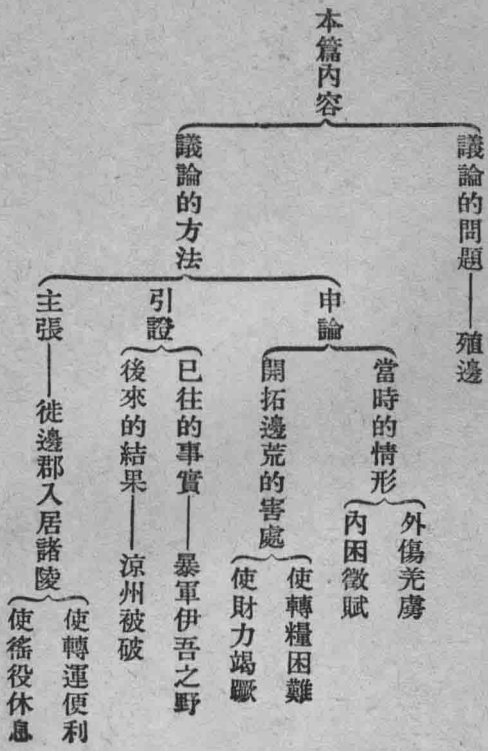 本篇內容
議論的問題——殖邊
議論的方法
申論
當時的情形
外傷羌虜
內困徵賦
開拓邊荒的害處
使轉糧困難
使財力竭蹶
引證
已往的事實——暴軍伊吾之野
後來的結果——涼州被破
主張——徙邊郡入居諸陵
使轉運便利
使徭役休息